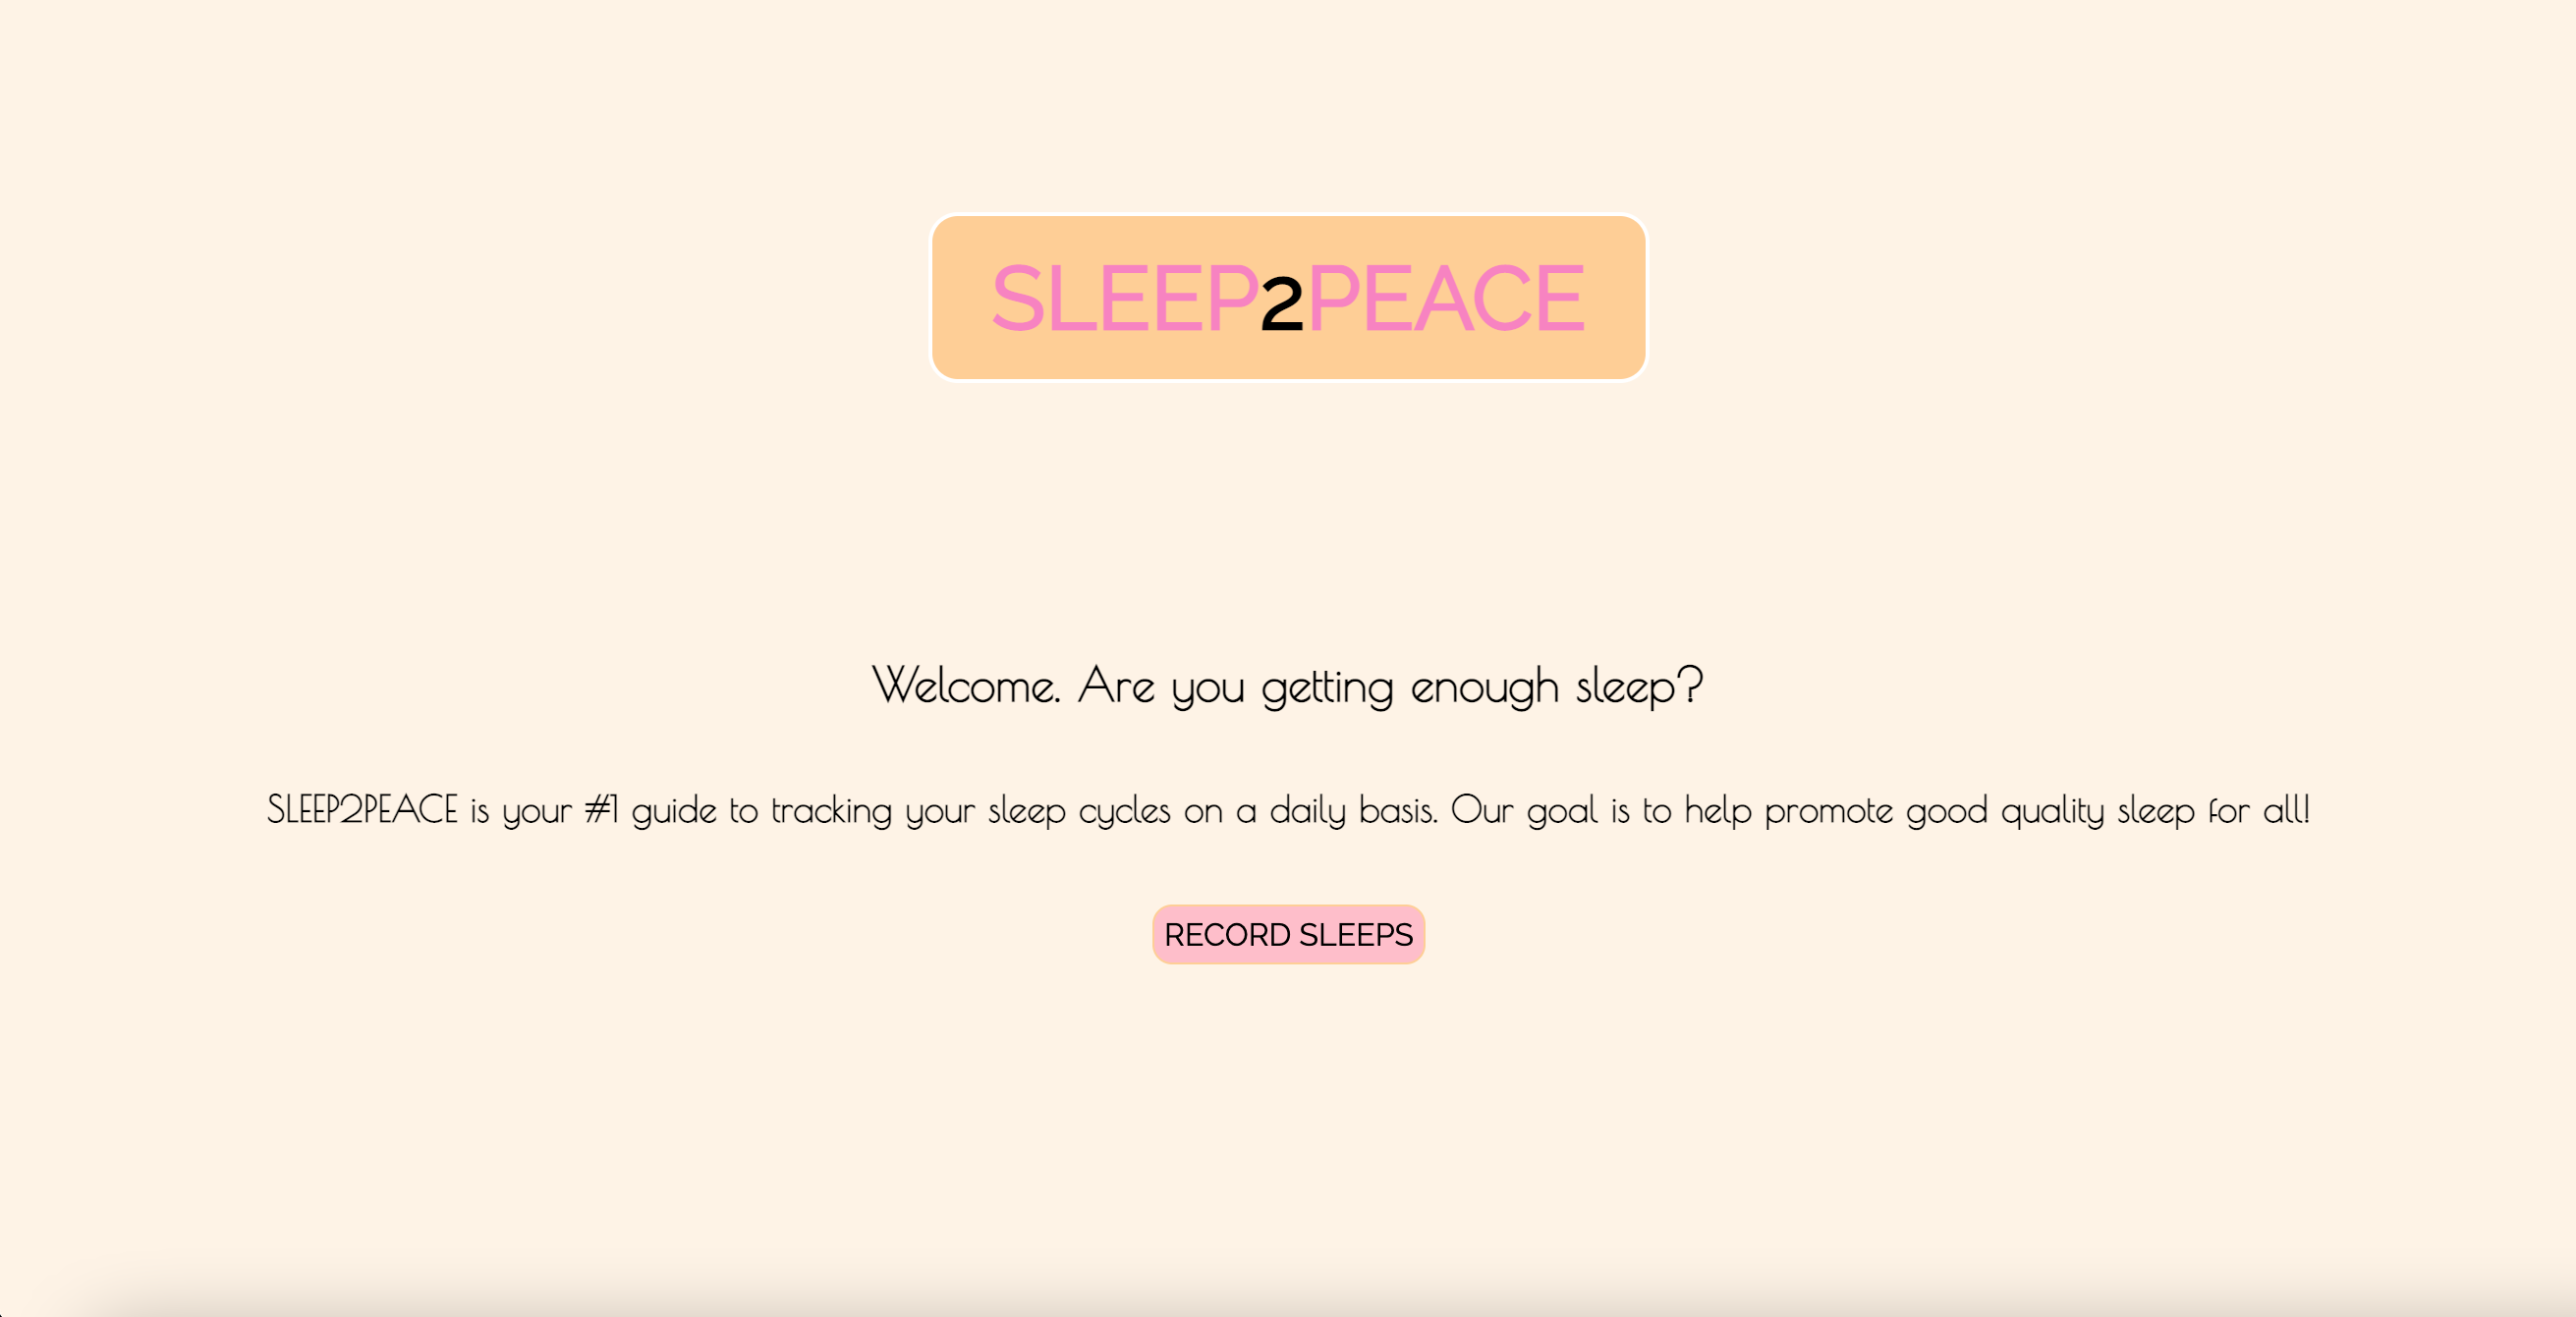 SLEEP2PEACE
Welcome. Are you getting enough sleep?
SLEEP2PEACE is your #1 guide to tracking your sleep cycles on a daily basis. Our goal is to help promote good quality sleep for all!
RECORD SLEEPS